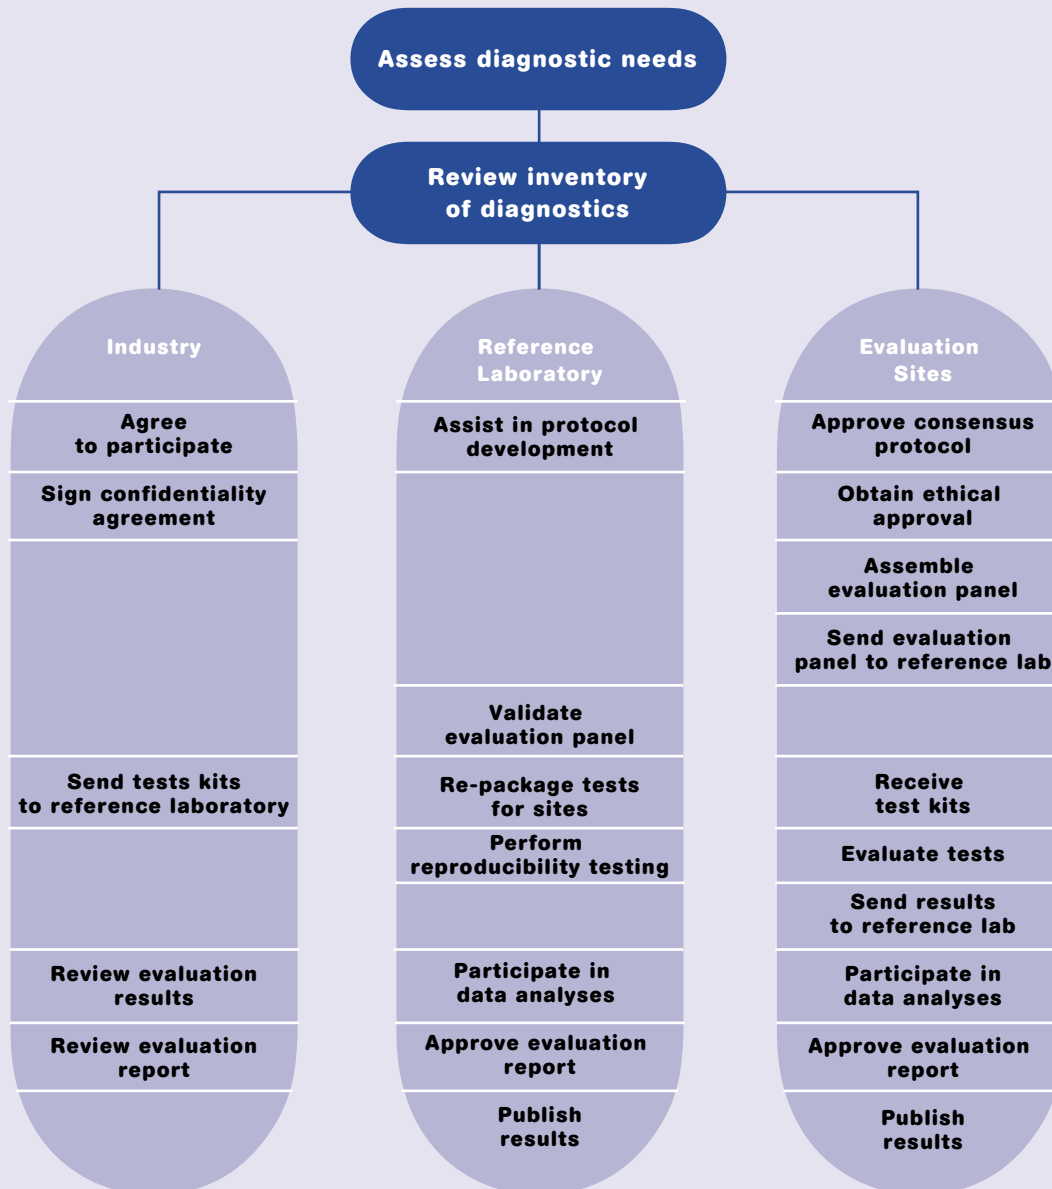 Assess diagnostic needs
Review inventory
of diagnostics
Industry
Agree
to participate
Sign confidentiality
agreement
Send tests kits
to reference laboratory
Review evaluation
results
Review evaluation
report
Reference
Laboratory
Assist in protocol
development
Validate
evaluation panel
Re-package tests
for sites
Perform
reproducibility testing
Participate in
data analyses
Approve evaluation
report
Publish
results
Evaluation
Sites
Approve consensus
protocol
Obtain ethical
approval
Assemble
evaluation panel
Send evaluation
panel to reference lab
Receive
test kits
Evaluate tests
Send results
to reference lab
Participate in
data analyses
Approve evaluation
report
Publish
results